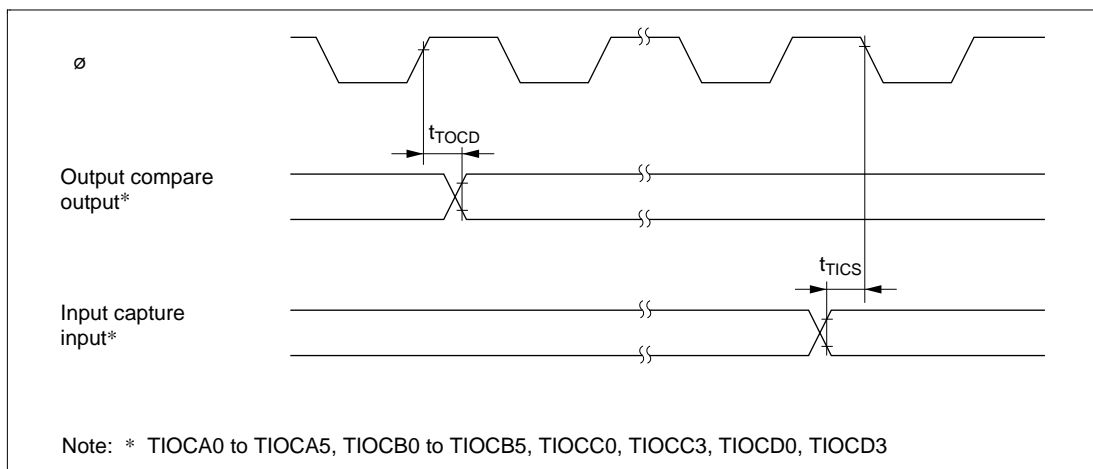 ø
tTOCD
Output compare
output*
tTICS
Input capture
input*
Note: * TIOCA0 to TIOCA5, TIOCB0 to TIOCB5, TIOCC0, TIOCC3, TIOCD0, TIOCD3